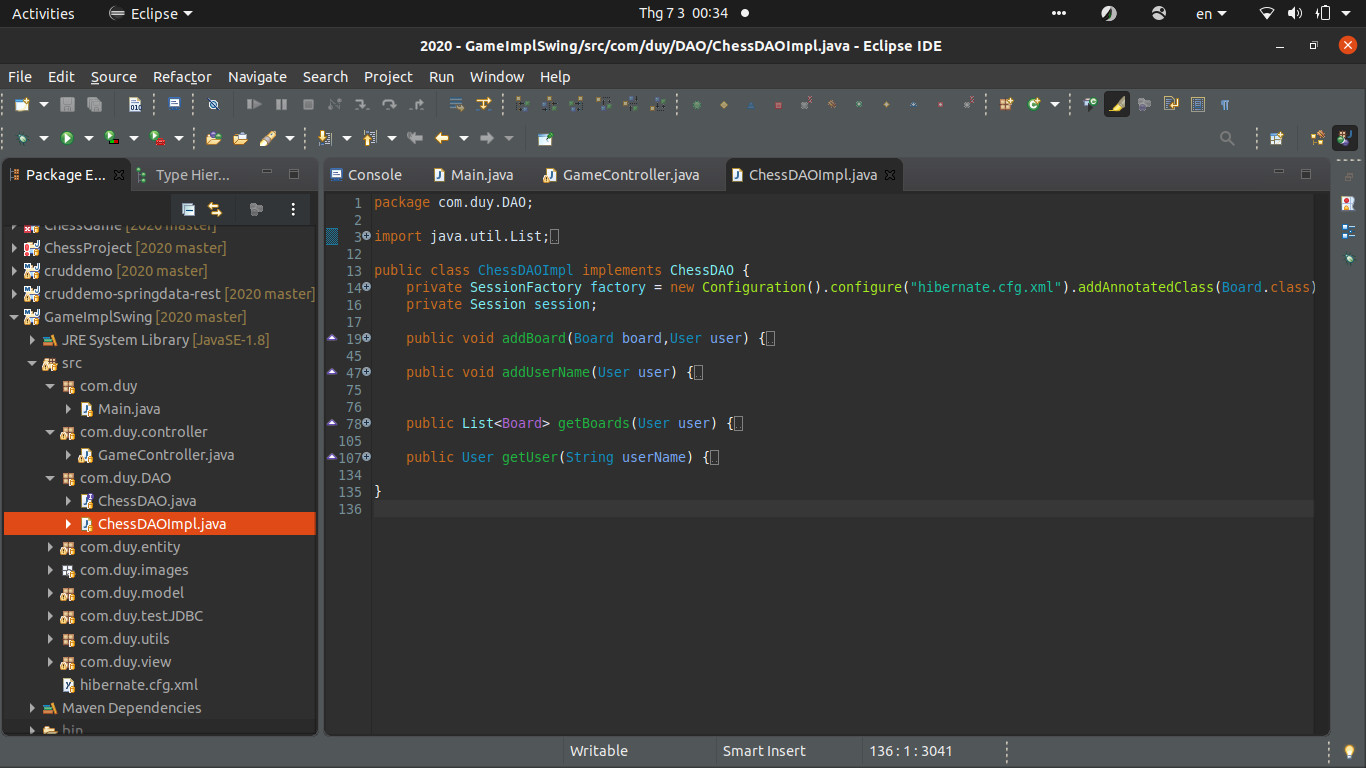 Activities Eclipse Thg 7 3 00:34 en
2020 - GameImplSwing/src/com/duy/DAO/ChessDAOImpl.java - Eclipse IDE
File Edit Source Refactor Navigate Search Project Run Window Help
Package E... Type Hier...
ChessGame [2020 master]
ChessProject [2020 master]
cruddemo [2020 master]
cruddemo-springdata-rest [2020 master]
GameImplSwing [2020 master]
JRE System Library [JavaSE-1.8]
src
com.duy
Main.java
com.duy.controller
GameController.java
com.duy.DAO
ChessDAO.java
ChessDAOImpl.java
com.duy.entity
com.duy.images
com.duy.model
com.duy.testJDBC
com.duy.utils
com.duy.view
hibernate.cfg.xml
Maven Dependencies
bin
Console Main.java GameController.java ChessDAOImpl.java
1 package com.duy.DAO;
2
3 import java.util.List;
12
13 public class ChessDAOImpl implements ChessDAO {
14 private SessionFactory factory = new Configuration().configure("hibernate.cfg.xml").addAnnotatedClass(Board.class)
16 private Session session;
17
19 public void addBoard(Board board,User user) {
45
47 public void addUserName(User user) {
75
76
78 public List<Board> getBoards(User user) {
105
107 public User getUser(String userName) {
134
135 }
136
Writable Smart Insert 136 : 1 : 3041